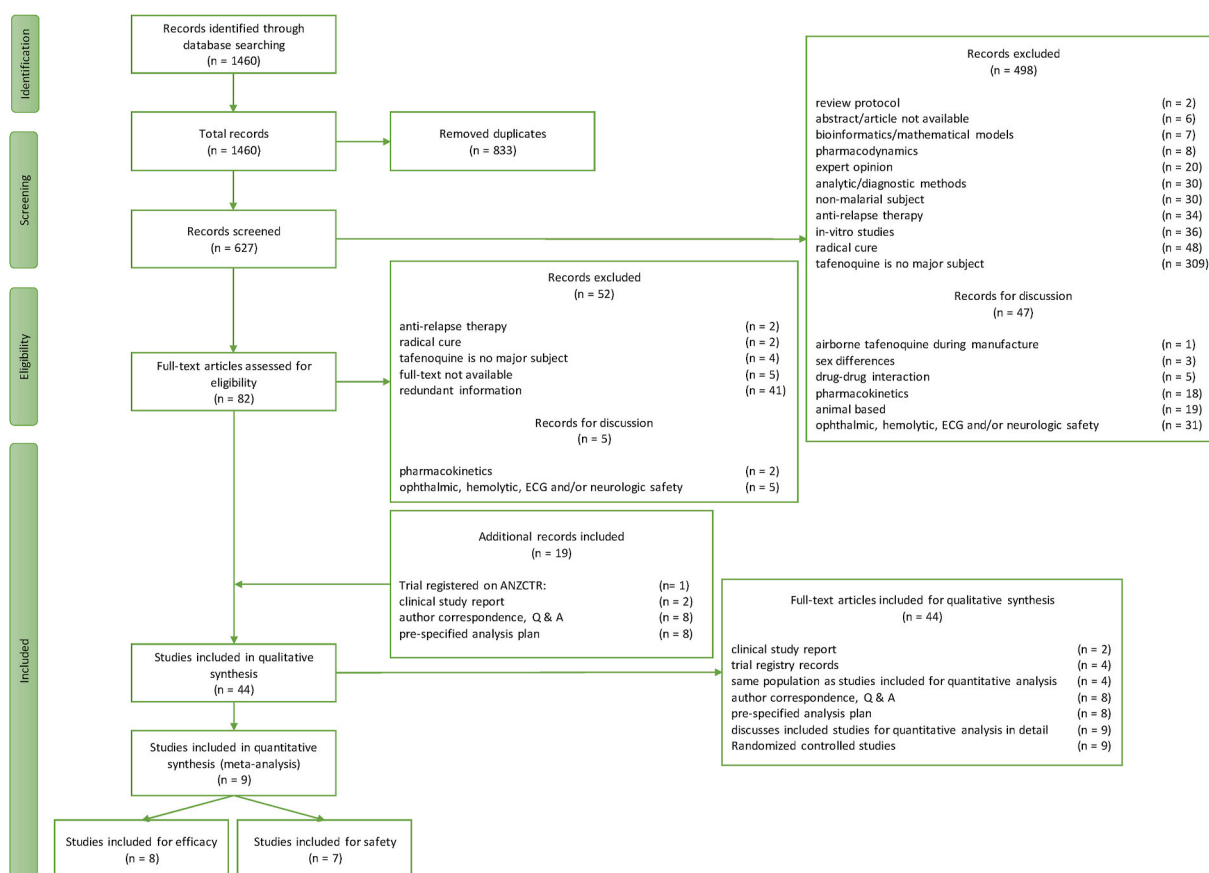 Identification
Records identified through
database searching
(n = 1460)
Screening
Total records
(n = 1460)
Removed duplicates
(n = 833)
Records screened
(n = 627)
Records excluded
(n = 498)
review protocol (n = 2)
abstract/article not available (n = 6)
bioinformatics/mathematical models (n = 7)
pharmacodynamics (n = 8)
expert opinion (n = 20)
analytic/diagnostic methods (n = 30)
non-malarial subject (n = 30)
anti-relapse therapy (n = 34)
in-vitro studies (n = 36)
radical cure (n = 48)
tafenoquine is no major subject (n = 309)
Records for discussion
(n = 47)
airborne tafenoquine during manufacture (n = 1)
sex differences (n = 3)
drug-drug interaction (n = 5)
pharmacokinetics (n = 18)
animal based (n = 19)
ophthalmic, hemolytic, ECG and/or neurologic safety (n = 31)
Eligibility
Full-text articles assessed for
eligibility
(n = 82)
Records excluded
(n = 52)
anti-relapse therapy (n = 2)
radical cure (n = 2)
tafenoquine is no major subject (n = 4)
full-text not available (n = 5)
redundant information (n = 41)
Records for discussion
(n = 5)
pharmacokinetics (n = 2)
ophthalmic, hemolytic, ECG and/or neurologic safety (n = 5)
Included
Additional records included
(n = 19)
Trial registered on ANZCTR: (n= 1)
clinical study report (n = 2)
author correspondence, Q & A (n = 8)
pre-specified analysis plan (n = 8)
Studies included in qualitative
synthesis
(n = 44)
Full-text articles included for qualitative synthesis
(n = 44)
clinical study report (n = 2)
trial registry records (n = 4)
same population as studies included for quantitative analysis (n = 4)
author correspondence, Q & A (n = 8)
pre-specified analysis plan (n = 8)
discusses included studies for quantitative analysis in detail (n = 9)
Randomized controlled studies (n = 9)
Studies included in quantitative
synthesis (meta-analysis)
(n = 9)
Studies included for efficacy
(n = 8)
Studies included for safety
(n = 7)